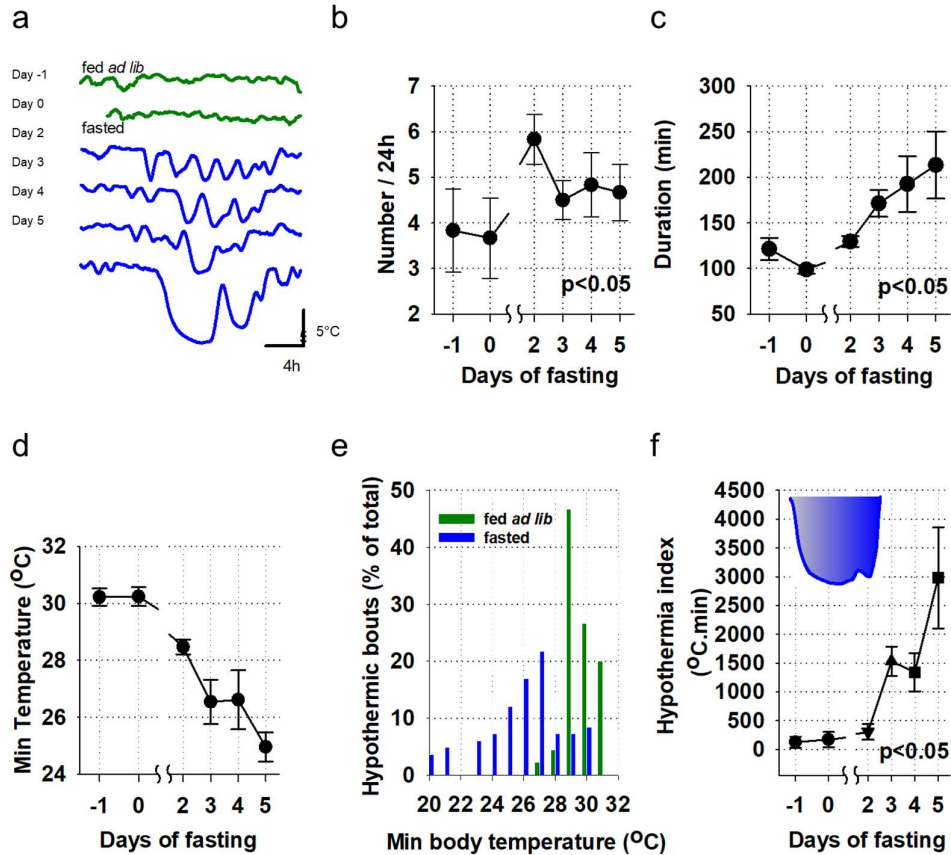 a
Day -1
fed ad lib
Day 0
Day 2
fasted
Day 3
Day 4
Day 5
5°C
4h
b
Number / 24h
7
6
5
4
3
2
p<0.05
-1 0 2 3 4 5
Days of fasting
c
Duration (min)
300
250
200
150
100
50
p<0.05
-1 0 2 3 4 5
Days of fasting
d
Min Temperature (ºC)
32
30
28
26
24
-1 0 2 3 4 5
Days of fasting
e
Hypothermic bouts (% of total)
50
40
30
20
10
0
fed ad lib
fasted
20 22 24 26 28 30 32
Min body temperature (ºC)
f
Hypothermia index
(ºC.min)
4500
4000
3500
3000
2500
2000
1500
1000
500
0
p<0.05
-1 0 2 3 4 5
Days of fasting